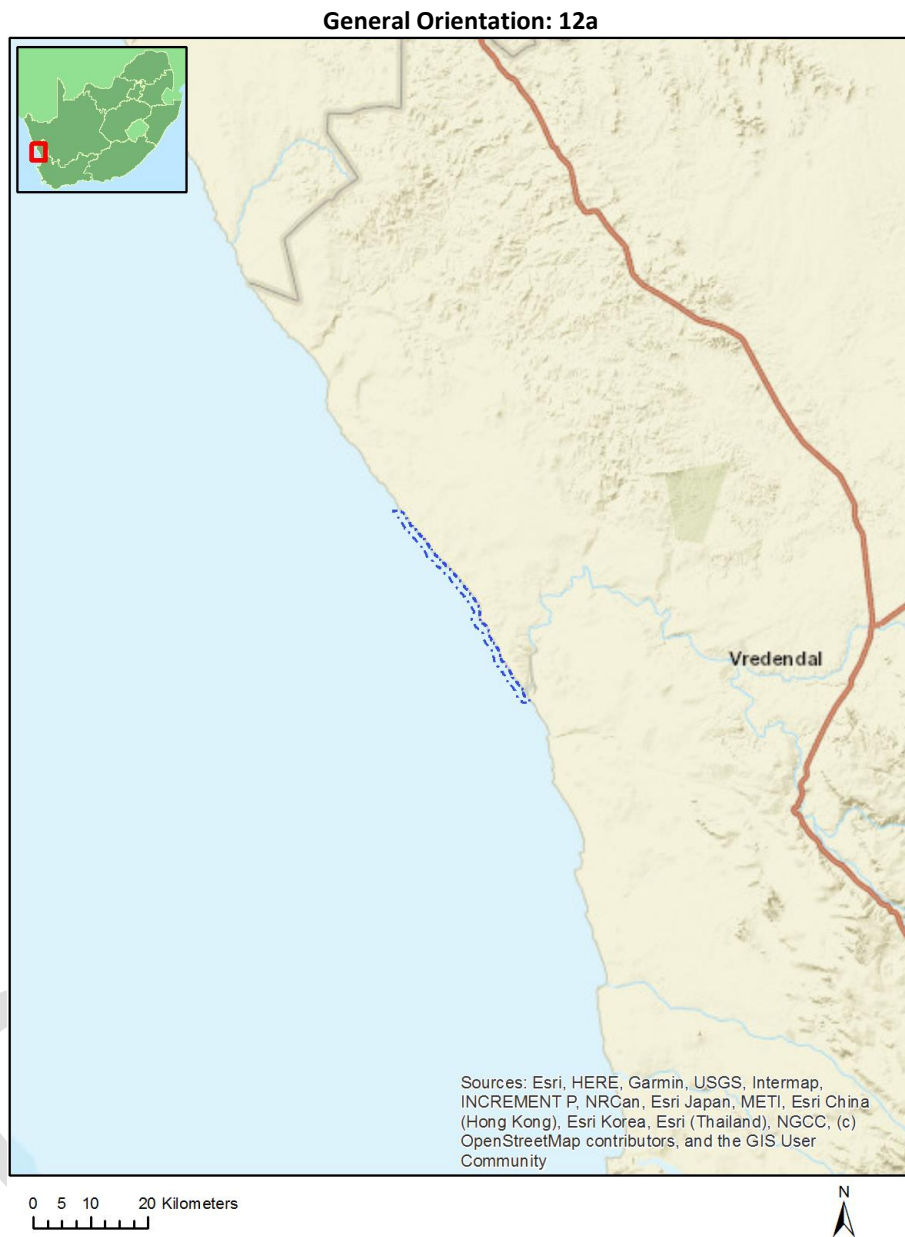 General Orientation: 12a
Vredendal
Sources: Esri, HERE, Garmin, USGS, Intermap,
INCREMENT P, NRCan, Esri Japan, METI, Esri China
(Hong Kong), Esri Korea, Esri (Thailand), NGCC, (c)
OpenStreetMap contributors, and the GIS User
Community
0 5 10 20 Kilometers
N